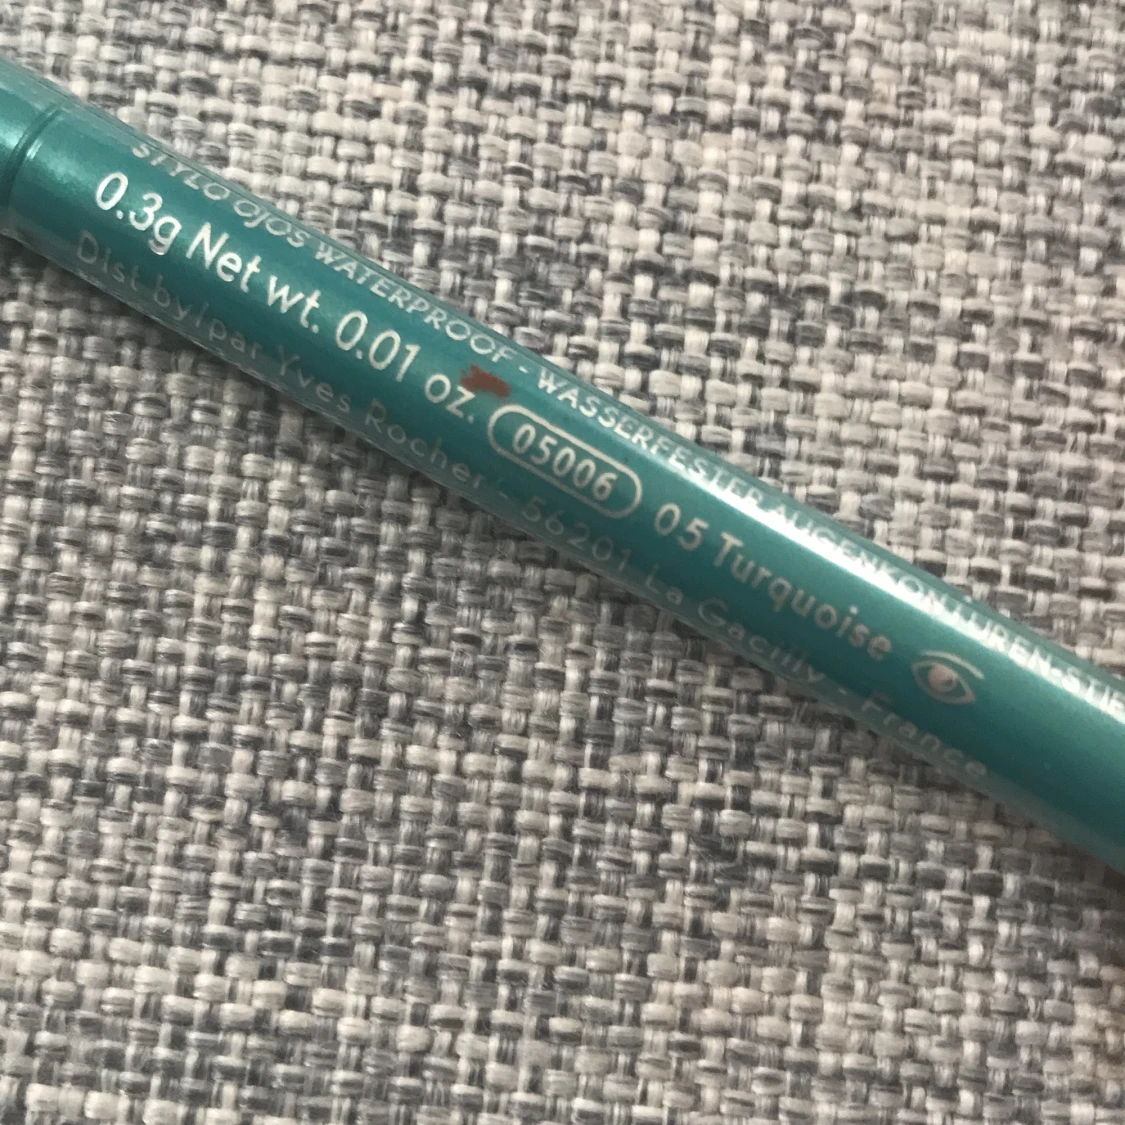 STYLO OJOS WATERPROOF - WASSERFESTER AUGENKONTUREN-STIF
0.3g Net wt. 0.01 oz. 05006 05 Turquoise
Dist by/par Yves Rocher - 56201 La Gacilly - France